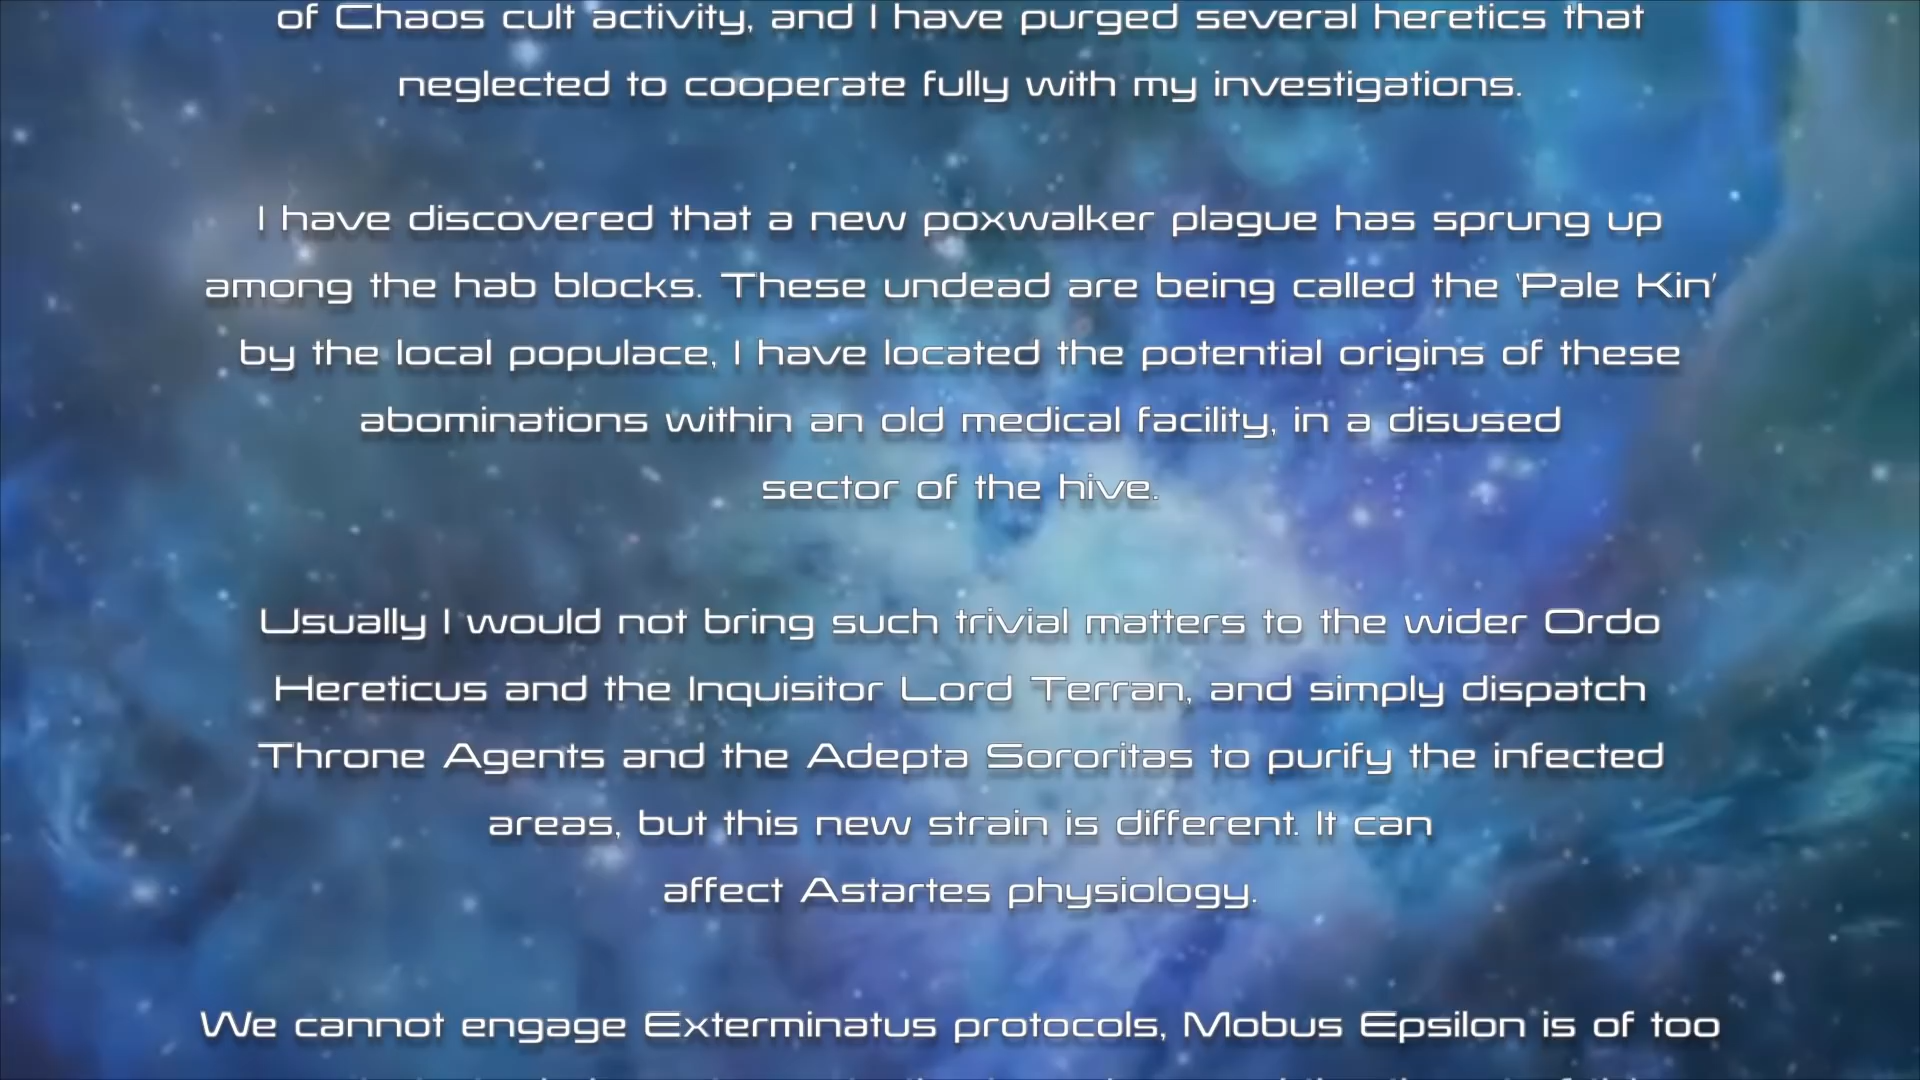 of Chaos cult activity, and I have purged several heretics that
neglected to cooperate fully with my investigations.
I have discovered that a new poxwalker plague has sprung up
among the hab blocks. These undead are being called the ‘Pale Kin’
by the local populace, I have located the potential origins of these
abominations within an old medical facility, in a disused
sector of the hive.
Usually I would not bring such trivial matters to the wider Ordo
Hereticus and the Inquisitor Lord Terran, and simply dispatch
Throne Agents and the Adepta Sororitas to purify the infected
areas, but this new strain is different. It can
affect Astartes physiology.
We cannot engage Exterminatus protocols, Mobus Epsilon is of too